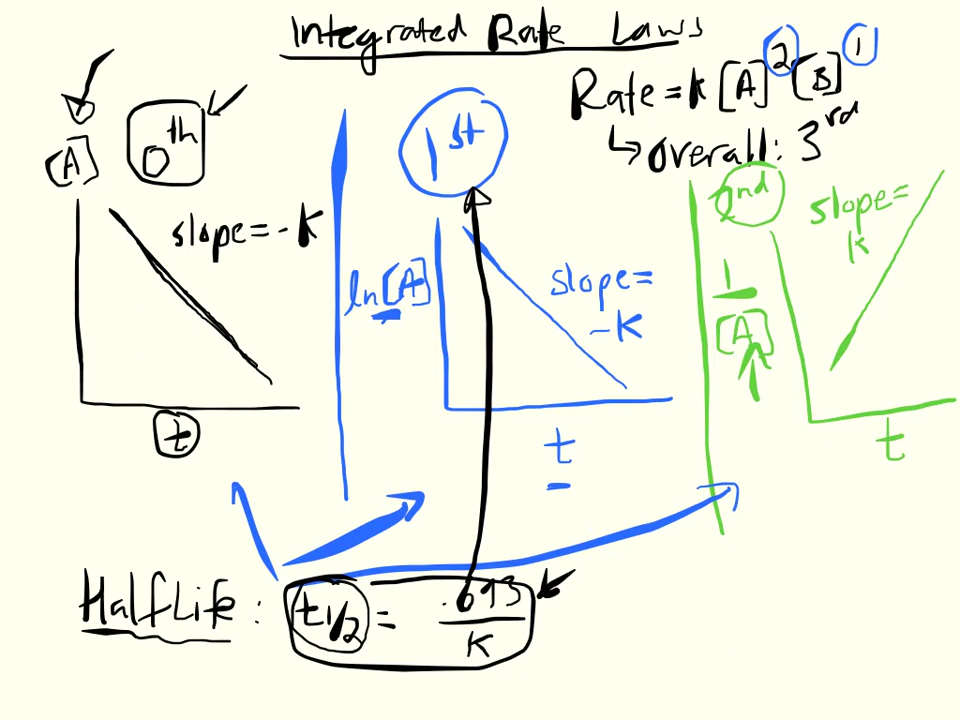 Integrated Rate Laws
Rate = k [A]² [B]¹
↳ overall: 3rd
[A]
0th
slope = - k
t
1st
ln[A]
slope =
- K
t
2nd
slope =
k
1/[A]
t
Half Life : t1/2 = .693/K